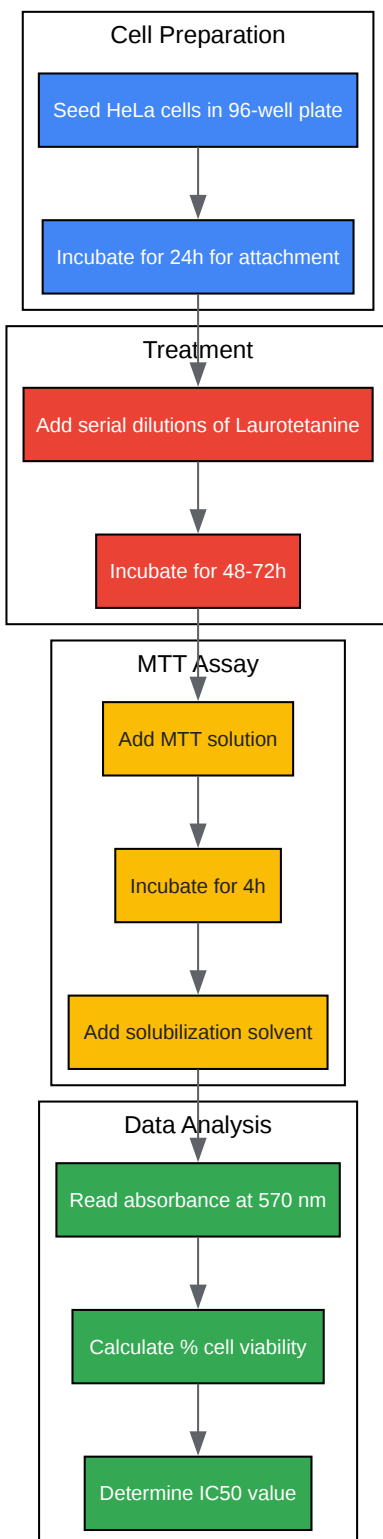 Cell Preparation
Seed HeLa cells in 96-well plate
Incubate for 24h for attachment
Treatment
Add serial dilutions of Laurotetanine
Incubate for 48-72h
MTT Assay
Add MTT solution
Incubate for 4h
Add solubilization solvent
Data Analysis
Read absorbance at 570 nm
Calculate % cell viability
Determine IC50 value